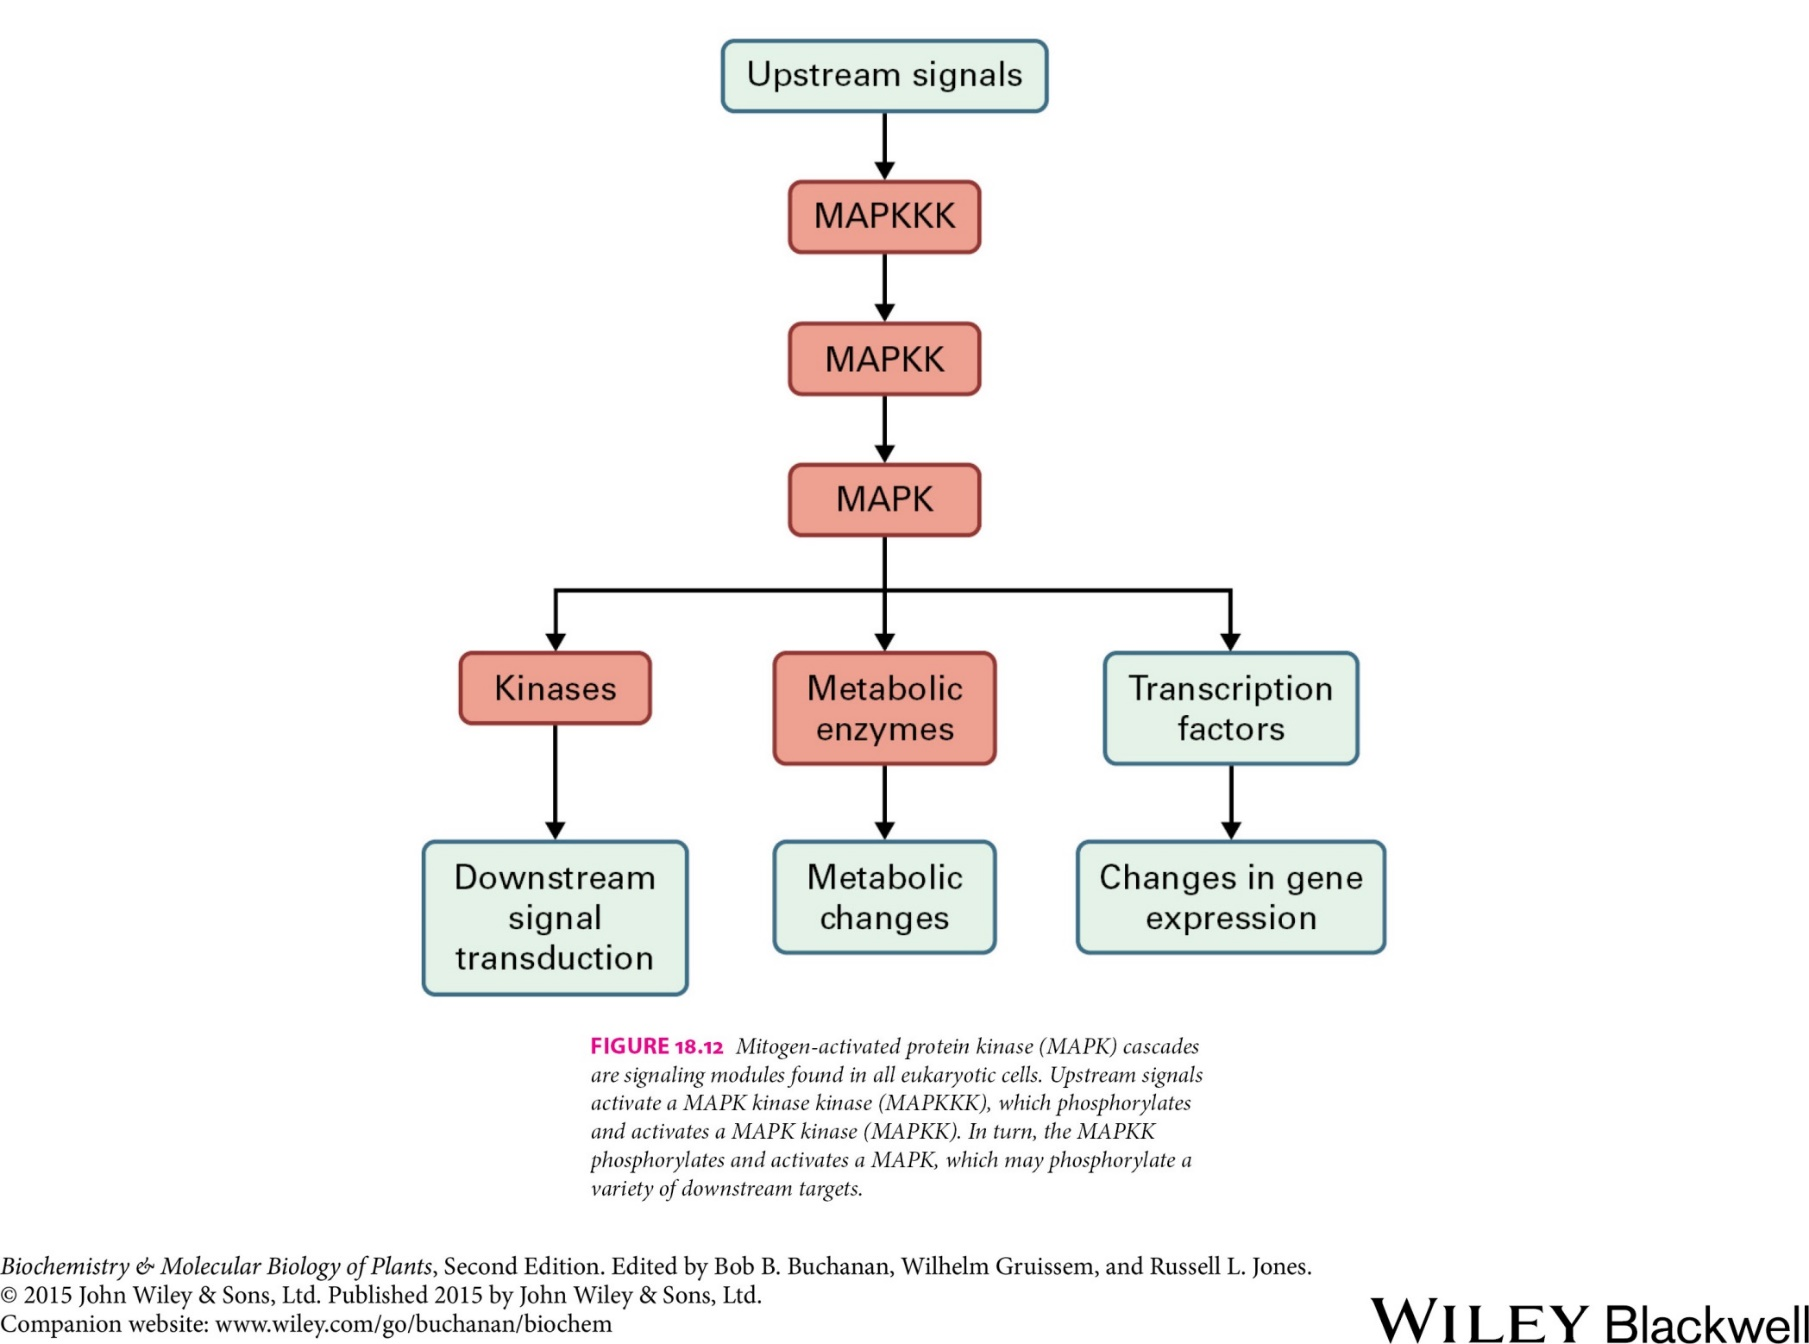 Upstream signals
MAPKKK
MAPKK
MAPK
Kinases
Metabolic
enzymes
Transcription
factors
Downstream
signal
transduction
Metabolic
changes
Changes in gene
expression
FIGURE 18.12 Mitogen-activated protein kinase (MAPK) cascades
are signaling modules found in all eukaryotic cells. Upstream signals
activate a MAPK kinase kinase (MAPKKK), which phosphorylates
and activates a MAPK kinase (MAPKK). In turn, the MAPKK
phosphorylates and activates a MAPK, which may phosphorylate a
variety of downstream targets.
Biochemistry & Molecular Biology of Plants, Second Edition. Edited by Bob B. Buchanan, Wilhelm Gruissem, and Russell L. Jones.
© 2015 John Wiley & Sons, Ltd. Published 2015 by John Wiley & Sons, Ltd.
Companion website: www.wiley.com/go/buchanan/biochem
WILEY Blackwell